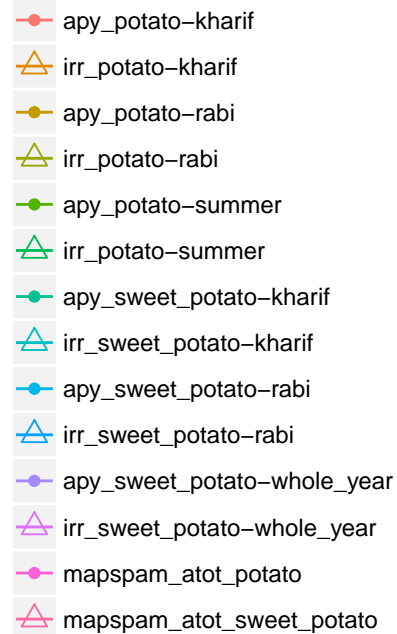 apy_potato−kharif
irr_potato−kharif
apy_potato−rabi
irr_potato−rabi
apy_potato−summer
irr_potato−summer
apy_sweet_potato−kharif
irr_sweet_potato−kharif
apy_sweet_potato−rabi
irr_sweet_potato−rabi
apy_sweet_potato−whole_year
irr_sweet_potato−whole_year
mapspam_atot_potato
mapspam_atot_sweet_potato